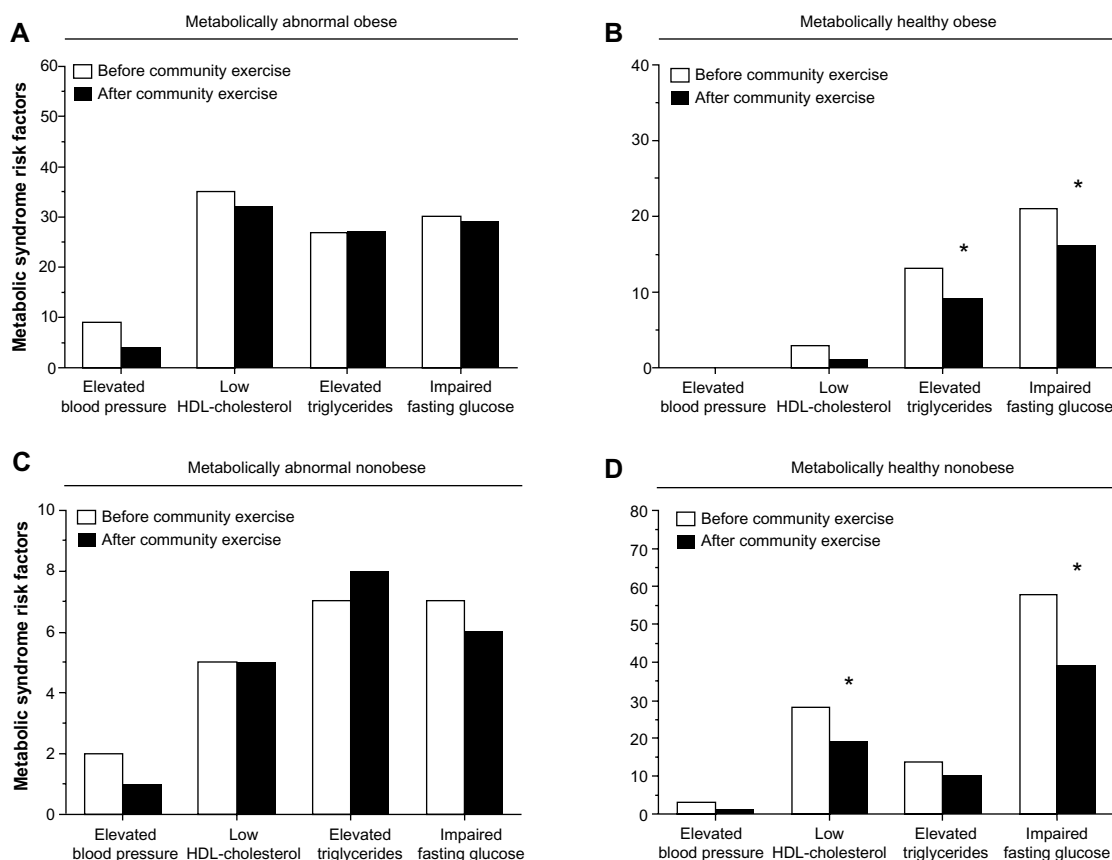 A
Metabolically abnormal obese
Metabolic syndrome risk factors
60
50
40
30
20
10
0
Before community exercise
After community exercise
Elevated
blood pressure
Low
HDL-cholesterol
Elevated
triglycerides
Impaired
fasting glucose
B
Metabolically healthy obese
40
30
20
10
0
Before community exercise
After community exercise
*
*
Elevated
blood pressure
Low
HDL-cholesterol
Elevated
triglycerides
Impaired
fasting glucose
C
Metabolically abnormal nonobese
Metabolic syndrome risk factors
10
8
6
4
2
0
Before community exercise
After community exercise
Elevated
blood pressure
Low
HDL-cholesterol
Elevated
triglycerides
Impaired
fasting glucose
D
Metabolically healthy nonobese
80
70
60
50
40
30
20
10
0
Before community exercise
After community exercise
*
*
Elevated
blood pressure
Low
HDL-cholesterol
Elevated
triglycerides
Impaired
fasting glucose